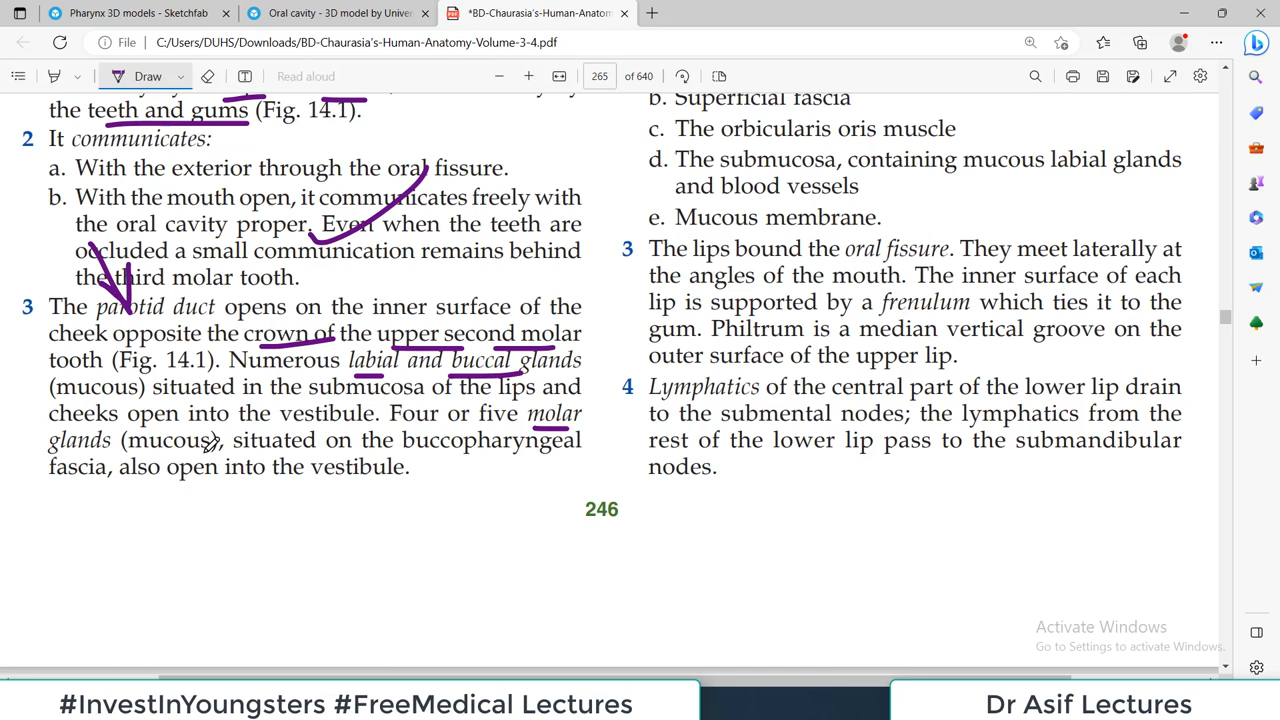 Pharynx 3D models - Sketchfab
Oral cavity - 3D model by Univer
*BD-Chaurasia's-Human-Anatom
File
C:/Users/DUHS/Downloads/BD-Chaurasia's-Human-Anatomy-Volume-3-4.pdf
Draw
Read aloud
265 of 640
the teeth and gums (Fig. 14.1).
2 It communicates:
a. With the exterior through the oral fissure.
b. With the mouth open, it communicates freely with
the oral cavity proper. Even when the teeth are
occluded a small communication remains behind
the third molar tooth.
3 The parotid duct opens on the inner surface of the
cheek opposite the crown of the upper second molar
tooth (Fig. 14.1). Numerous labial and buccal glands
(mucous) situated in the submucosa of the lips and
cheeks open into the vestibule. Four or five molar
glands (mucous), situated on the buccopharyngeal
fascia, also open into the vestibule.
b. Superficial fascia
c. The orbicularis oris muscle
d. The submucosa, containing mucous labial glands
and blood vessels
e. Mucous membrane.
3 The lips bound the oral fissure. They meet laterally at
the angles of the mouth. The inner surface of each
lip is supported by a frenulum which ties it to the
gum. Philtrum is a median vertical groove on the
outer surface of the upper lip.
4 Lymphatics of the central part of the lower lip drain
to the submental nodes; the lymphatics from the
rest of the lower lip pass to the submandibular
nodes.
246
Activate Windows
Go to Settings to activate Windows.
#InvestInYoungsters #FreeMedical Lectures
Dr Asif Lectures